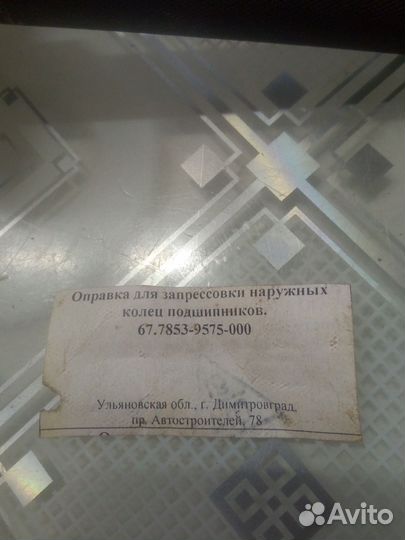 Оправка для запрессовки наружных
колец подшипников.
67.7853-9575-000
Ульяновская обл., г. Димитровград,
пр. Автостроителей, 78
Avito